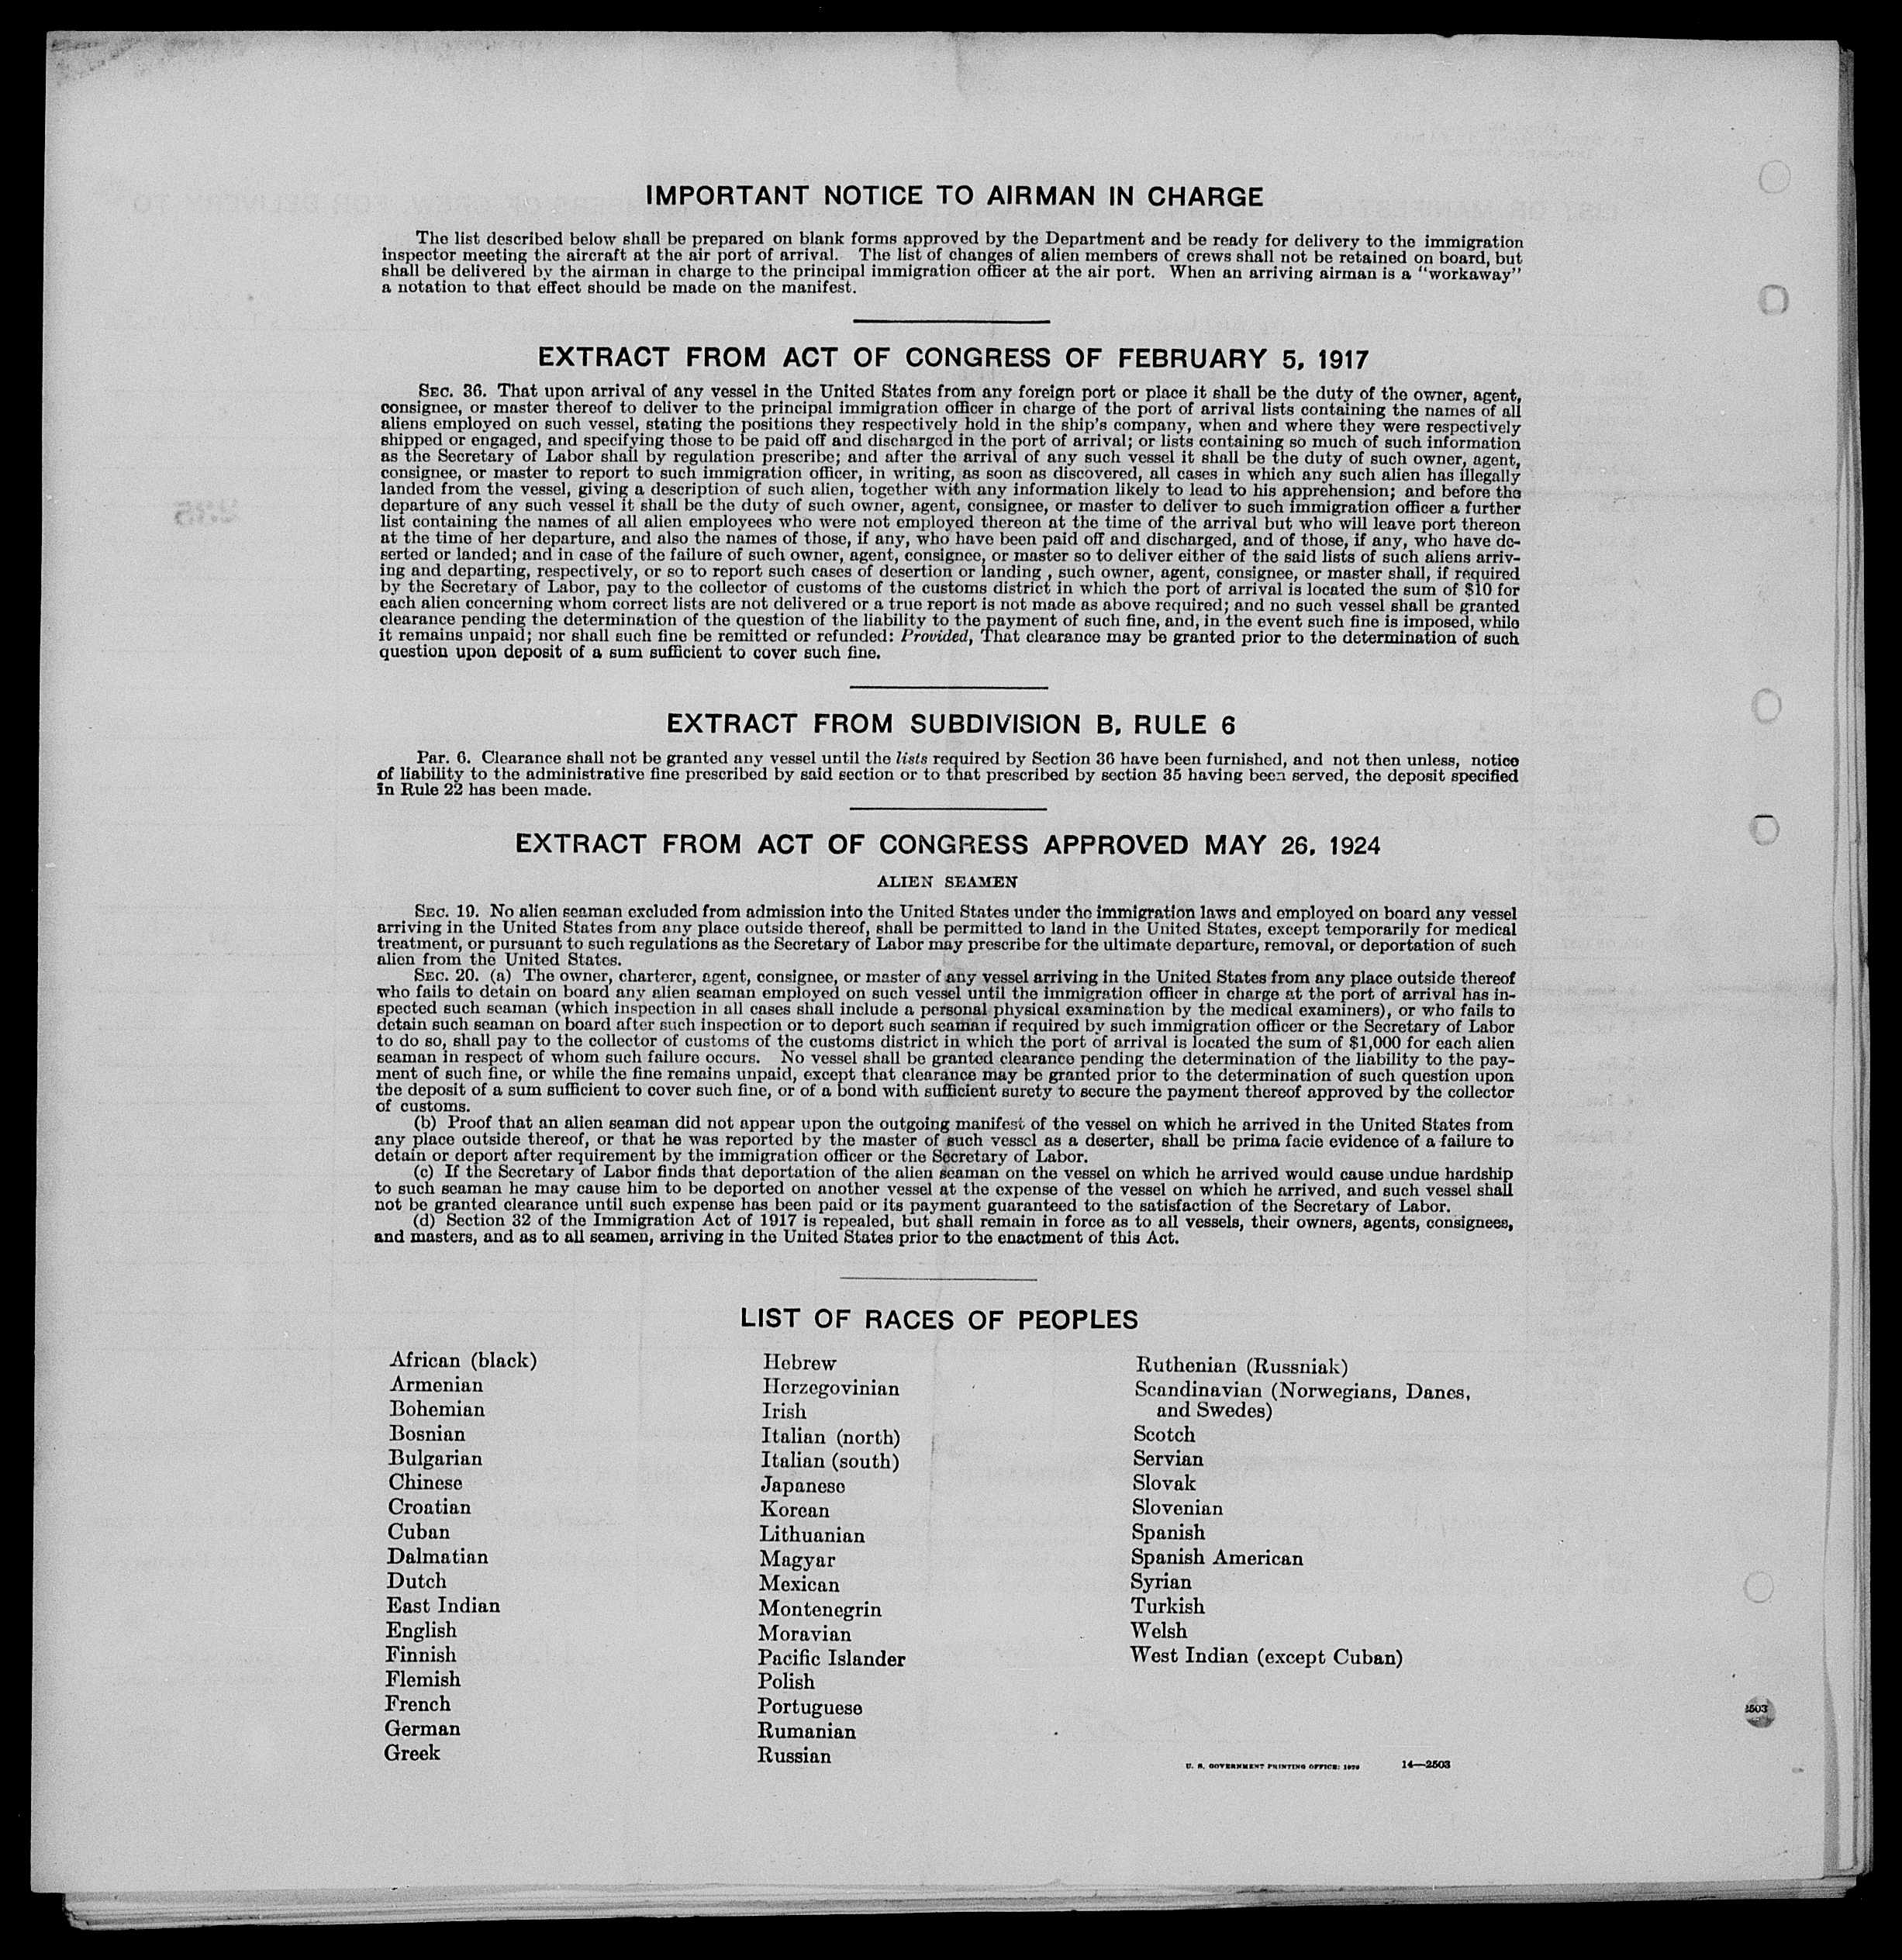 IMPORTANT NOTICE TO AIRMAN IN CHARGE
The list described below shall be prepared on blank forms approved by the Department and be ready for delivery to the immigration
inspector meeting the aircraft at the air port of arrival. The list of changes of alien members of crews shall not be retained on board, but
shall be delivered by the airman in charge to the principal immigration officer at the air port. When an arriving airman is a "workaway"
a notation to that effect should be made on the manifest.
EXTRACT FROM ACT OF CONGRESS OF FEBRUARY 5, 1917
SEC. 36. That upon arrival of any vessel in the United States from any foreign port or place it shall be the duty of the owner, agent,
consignee, or master thereof to deliver to the principal immigration officer in charge of the port of arrival lists containing the names of all
aliens employed on such vessel, stating the positions they respectively hold in the ship's company, when and where they were respectively
shipped or engaged, and specifying those to be paid off and discharged in the port of arrival; or lists containing so much of such information
as the Secretary of Labor shall by regulation prescribe; and after the arrival of any such vessel it shall be the duty of such owner, agent,
consignee, or master to report to such immigration officer, in writing, as soon as discovered, all cases in which any such alien has illegally
landed from the vessel, giving a description of such alien, together with any information likely to lead to his apprehension; and before the
departure of any such vessel it shall be the duty of such owner, agent, consignee, or master to deliver to such immigration officer a further
list containing the names of all alien employees who were not employed thereon at the time of the arrival but who will leave port thereon
at the time of her departure, and also the names of those, if any, who have been paid off and discharged, and of those, if any, who have de-
serted or landed; and in case of the failure of such owner, agent, consignee, or master so to deliver either of the said lists of such aliens arriv-
ing and departing, respectively, or so to report such cases of desertion or landing , such owner, agent, consignee, or master shall, if required
by the Secretary of Labor, pay to the collector of customs of the customs district in which the port of arrival is located the sum of $10 for
each alien concerning whom correct lists are not delivered or a true report is not made as above required; and no such vessel shall be granted
clearance pending the determination of the question of the liability to the payment of such fine, and, in the event such fine is imposed, while
it remains unpaid; nor shall such fine be remitted or refunded: Provided, That clearance may be granted prior to the determination of such
question upon deposit of a sum sufficient to cover such fine.
EXTRACT FROM SUBDIVISION B, RULE 6
Par. 6. Clearance shall not be granted any vessel until the lists required by Section 36 have been furnished, and not then unless, notice
of liability to the administrative fine prescribed by said section or to that prescribed by section 35 having been served, the deposit specified
in Rule 22 has been made.
EXTRACT FROM ACT OF CONGRESS APPROVED MAY 26, 1924
ALIEN SEAMEN
SEC. 19. No alien seaman excluded from admission into the United States under the immigration laws and employed on board any vessel
arriving in the United States from any place outside thereof, shall be permitted to land in the United States, except temporarily for medical
treatment, or pursuant to such regulations as the Secretary of Labor may prescribe for the ultimate departure, removal, or deportation of such
alien from the United States.
SEC. 20. (a) The owner, charterer, agent, consignee, or master of any vessel arriving in the United States from any place outside thereof
who fails to detain on board any alien seaman employed on such vessel until the immigration officer in charge at the port of arrival has in-
spected such seaman (which inspection in all cases shall include a personal physical examination by the medical examiners), or who fails to
detain such seaman on board after such inspection or to deport such seaman if required by such immigration officer or the Secretary of Labor
to do so, shall pay to the collector of customs of the customs district in which the port of arrival is located the sum of $1,000 for each alien
seaman in respect of whom such failure occurs. No vessel shall be granted clearance pending the determination of the liability to the pay-
ment of such fine, or while the fine remains unpaid, except that clearance may be granted prior to the determination of such question upon
the deposit of a sum sufficient to cover such fine, or of a bond with sufficient surety to secure the payment thereof approved by the collector
of customs.
(b) Proof that an alien seaman did not appear upon the outgoing manifest of the vessel on which he arrived in the United States from
any place outside thereof, or that he was reported by the master of such vessel as a deserter, shall be prima facie evidence of a failure to
detain or deport after requirement by the immigration officer or the Secretary of Labor.
(c) If the Secretary of Labor finds that deportation of the alien seaman on the vessel on which he arrived would cause undue hardship
to such seaman he may cause him to be deported on another vessel at the expense of the vessel on which he arrived, and such vessel shall
not be granted clearance until such expense has been paid or its payment guaranteed to the satisfaction of the Secretary of Labor.
(d) Section 32 of the Immigration Act of 1917 is repealed, but shall remain in force as to all vessels, their owners, agents, consignees,
and masters, and as to all seamen, arriving in the United States prior to the enactment of this Act.
LIST OF RACES OF PEOPLES
African (black)
Armenian
Bohemian
Bosnian
Bulgarian
Chinese
Croatian
Cuban
Dalmatian
Dutch
East Indian
English
Finnish
Flemish
French
German
Greek
Hebrew
Herzegovinian
Irish
Italian (north)
Italian (south)
Japanese
Korean
Lithuanian
Magyar
Mexican
Montenegrin
Moravian
Pacific Islander
Polish
Portuguese
Rumanian
Russian
Ruthenian (Russniak)
Scandinavian (Norwegians, Danes,
and Swedes)
Scotch
Servian
Slovak
Slovenian
Spanish
Spanish American
Syrian
Turkish
Welsh
West Indian (except Cuban)
U. S. GOVERNMENT PRINTING OFFICE: 14—2503
2503